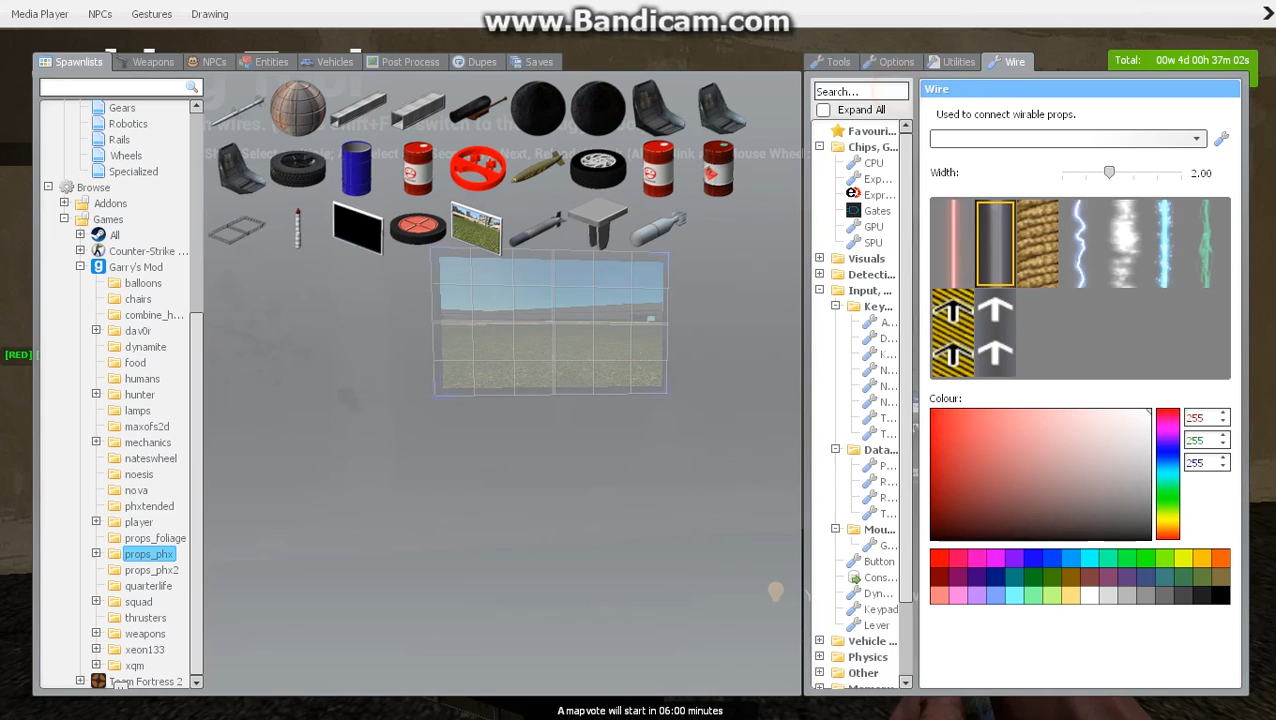 Media Player NPCs Gestures Drawing
www.Bandicam.com
Spawnlists Weapons NPCs Entities Vehicles Post Process Dupes Saves
Gears
Robotics
Rails
Wheels
Specialized
Browse
Addons
Games
All
Counter-Strike ...
Garry's Mod
balloons
chairs
combine_h...
dav0r
dynamite
food
humans
hunter
lamps
maxofs2d
mechanics
nateswheel
noesis
nova
phxtended
player
props_foliage
props_phx
props_phx2
quarterlife
squad
thrusters
weapons
xeon133
xqm
Team Fortress 2
[RED]
Tools Options Utilities Wire
Total: 00w 4d 00h 37m 02s
Search...
Expand All
Favouri...
Chips, G...
CPU
Exp...
Expr...
Gates
GPU
SPU
Visuals
Detecti...
Input, ...
Key...
A...
D...
K...
N...
N...
T...
T...
Data...
P...
R...
R...
T...
Mou...
G...
Button
Cons...
Dyn...
Keypad
Lever
Vehicle ...
Physics
Wire
Used to connect wirable props.
Width: 2.00
Colour:
255
255
255
A mapvote will start in 06:00 minutes